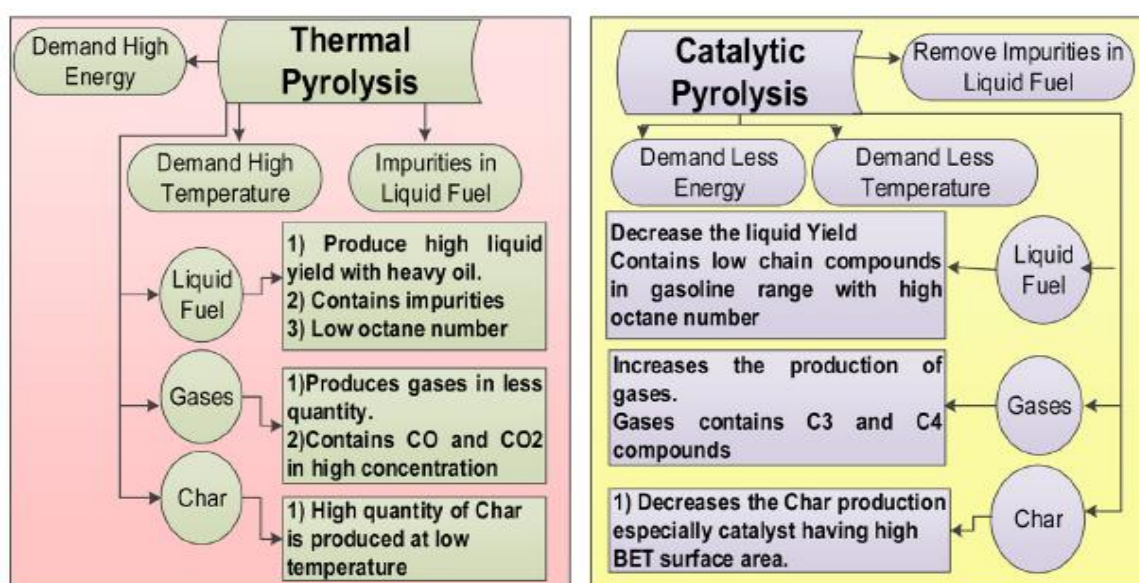 Demand High
Energy
Thermal
Pyrolysis
Demand High
Temperature
Impurities in
Liquid Fuel
Liquid
Fuel
1) Produce high liquid
yield with heavy oil.
2) Contains impurities
3) Low octane number
Gases
1)Produces gases in less
quantity.
2)Contains CO and CO2
in high concentration
Char
1) High quantity of Char
is produced at low
temperature
Catalytic
Pyrolysis
Remove Impurities in
Liquid Fuel
Demand Less
Energy
Demand Less
Temperature
Decrease the liquid Yield
Contains low chain compounds
in gasoline range with high
octane number
Liquid
Fuel
Increases the production of
gases.
Gases contains C3 and C4
compounds
Gases
1) Decreases the Char production
especially catalyst having high
BET surface area.
Char